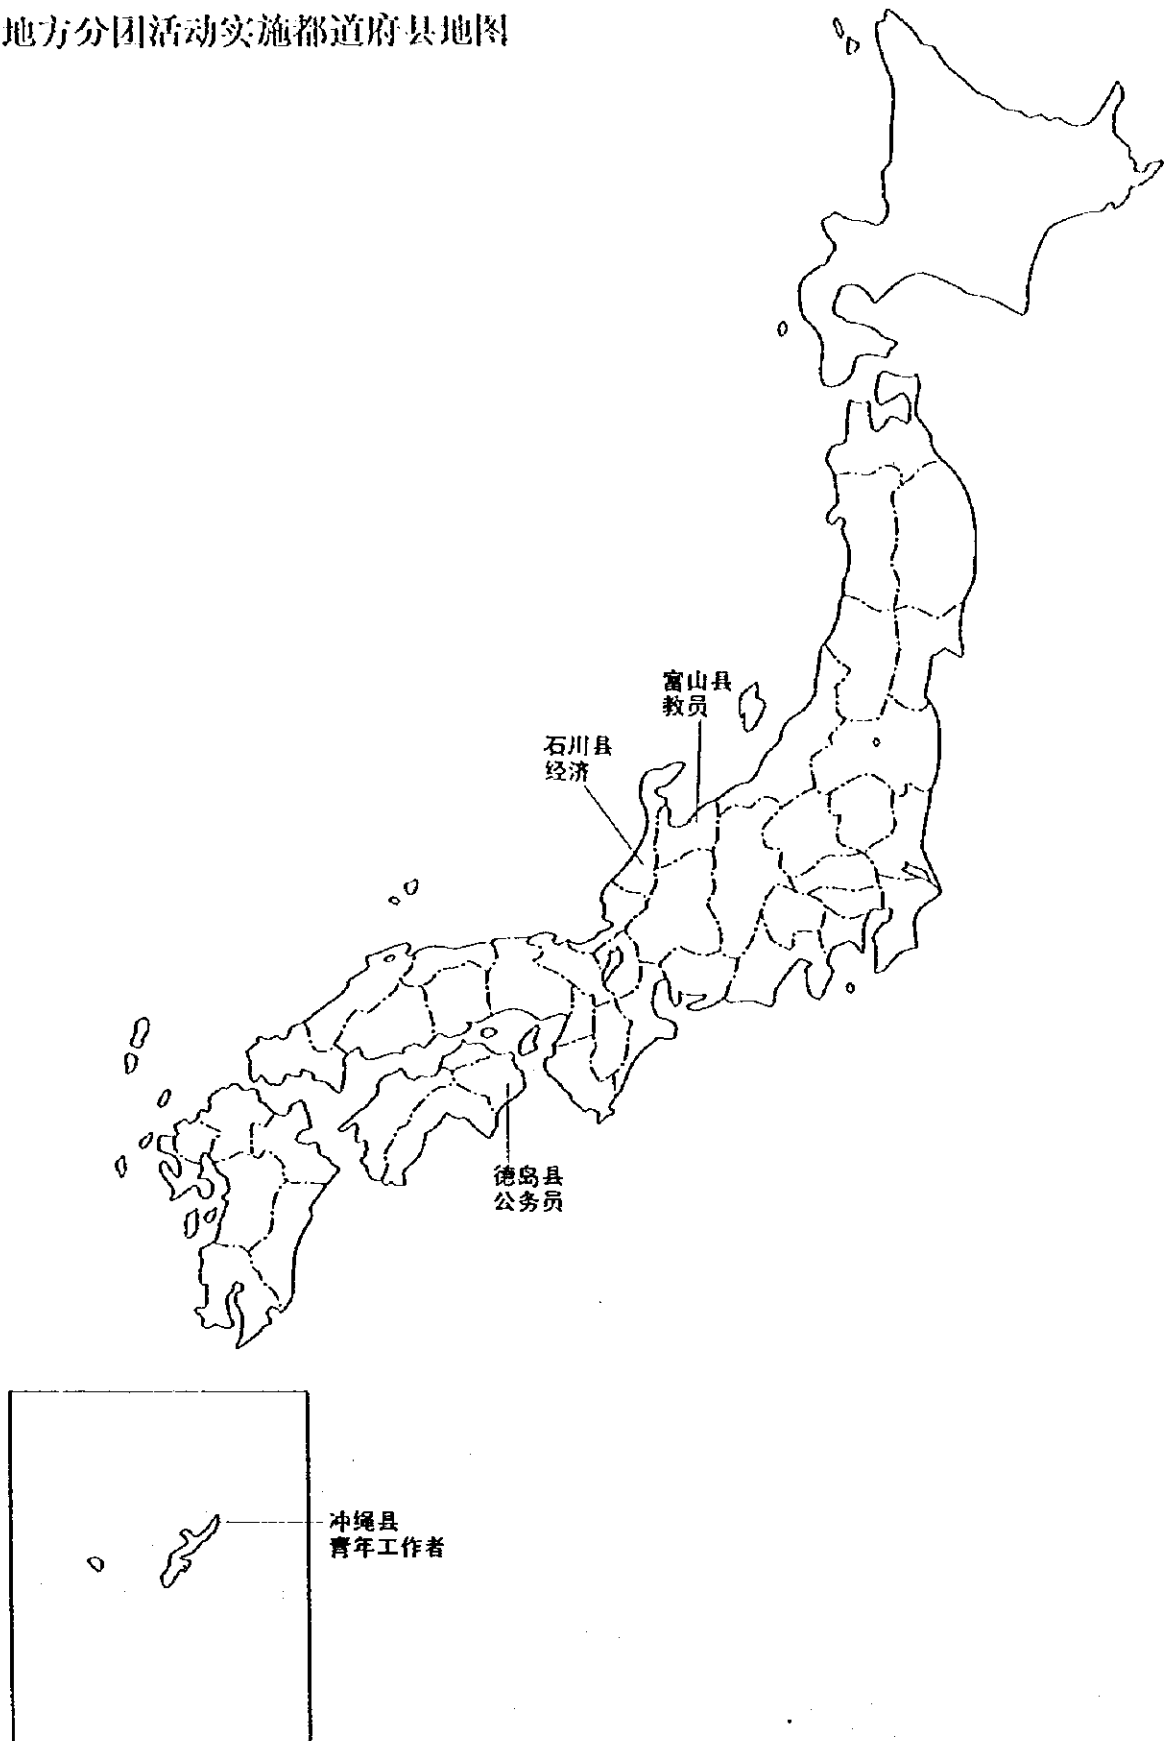 地方分团活动实施都道府县地图
富山县
教员
石川县
经济
德岛县
公务员
冲绳县
青年工作者